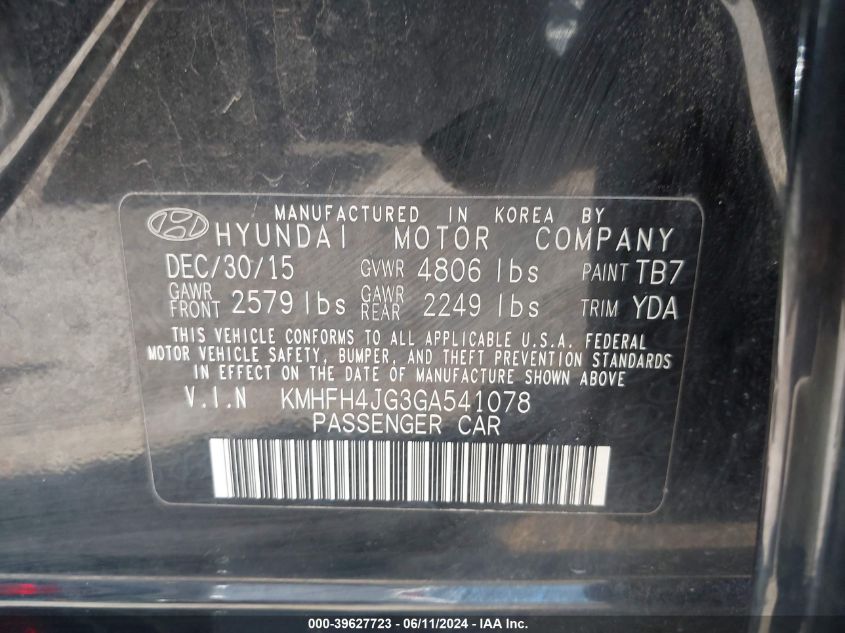 MANUFACTURED IN KOREA BY
HYUNDAI MOTOR COMPANY
DEC/30/15 GVWR 4806 lbs PAINT TB7
GAWR FRONT 2579 lbs GAWR REAR 2249 lbs TRIM YDA
THIS VEHICLE CONFORMS TO ALL APPLICABLE U.S.A. FEDERAL
MOTOR VEHICLE SAFETY, BUMPER, AND THEFT PREVENTION STANDARDS
IN EFFECT ON THE DATE OF MANUFACTURE SHOWN ABOVE
V.I.N KMHFH4JG3GA541078
PASSENGER CAR
000-39627723 - 06/11/2024 - IAA Inc.